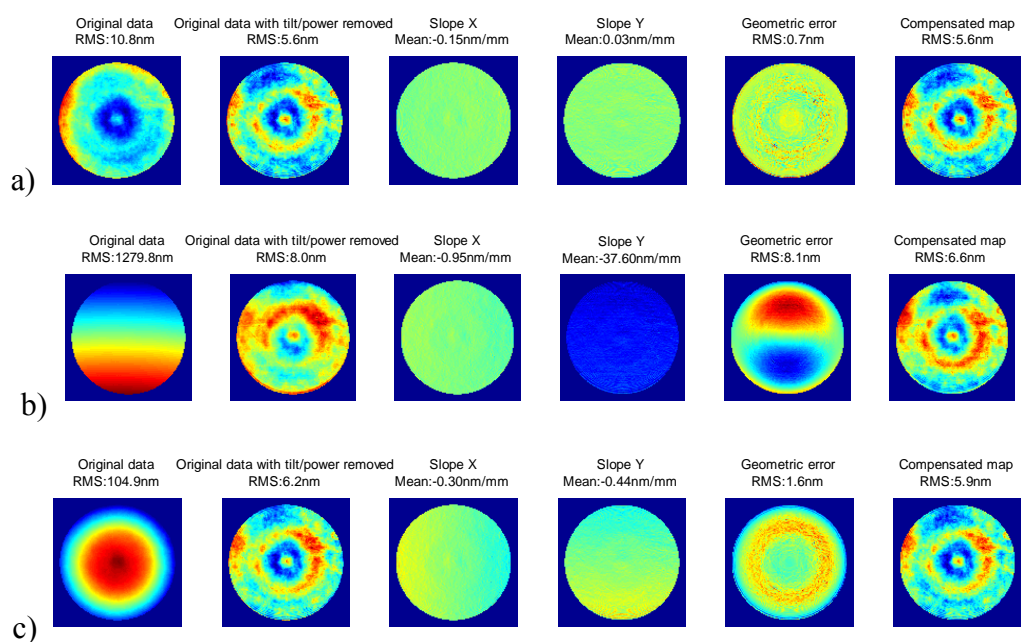 Original data
RMS:10.8nm
Original data with tilt/power removed
RMS:5.6nm
Slope X
Mean:-0.15nm/mm
Slope Y
Mean:0.03nm/mm
Geometric error
RMS:0.7nm
Compensated map
RMS:5.6nm
a)
Original data
RMS:1279.8nm
Original data with tilt/power removed
RMS:8.0nm
Slope X
Mean:-0.95nm/mm
Slope Y
Mean:-37.60nm/mm
Geometric error
RMS:8.1nm
Compensated map
RMS:6.6nm
b)
Original data
RMS:104.9nm
Original data with tilt/power removed
RMS:6.2nm
Slope X
Mean:-0.30nm/mm
Slope Y
Mean:-0.44nm/mm
Geometric error
RMS:1.6nm
Compensated map
RMS:5.9nm
c)